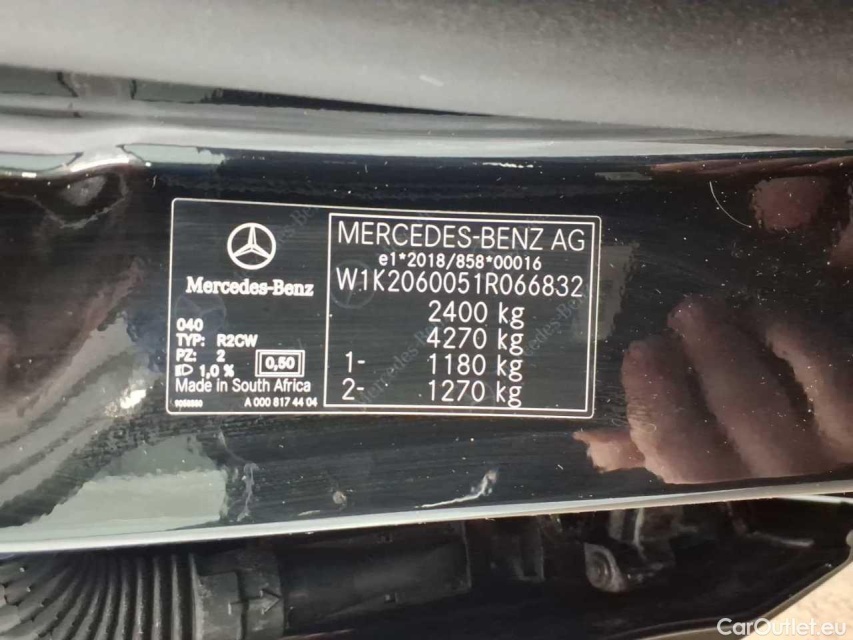 Mercedes-Benz
040
TYP: R2CW
PZ: 2
1,0 % 0,50
Made in South Africa
A 000 817 44 04
MERCEDES-BENZ AG
e1*2018/858*00016
W1K2060051R066832
2400 kg
4270 kg
1- 1180 kg
2- 1270 kg
CarOutlet.eu